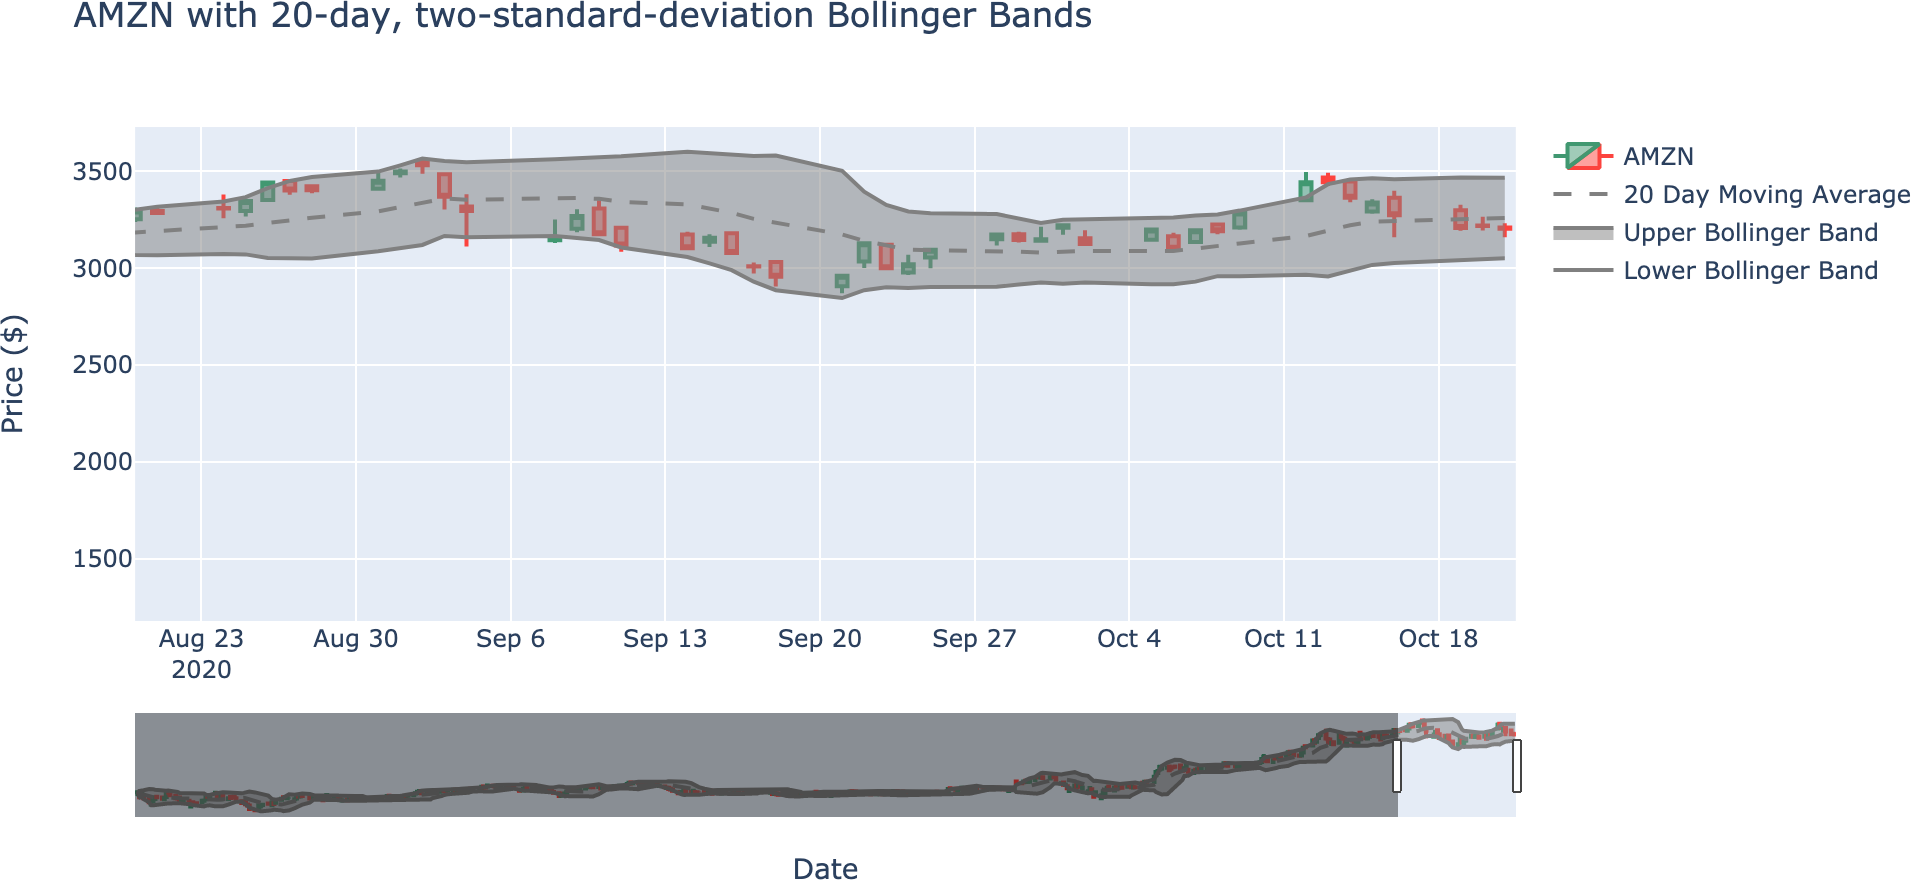 AMZN with 20-day, two-standard-deviation Bollinger Bands
Price ($)
3500
3000
2500
2000
1500
Aug 23
2020
Aug 30
Sep 6
Sep 13
Sep 20
Sep 27
Oct 4
Oct 11
Oct 18
Date
AMZN
20 Day Moving Average
Upper Bollinger Band
Lower Bollinger Band